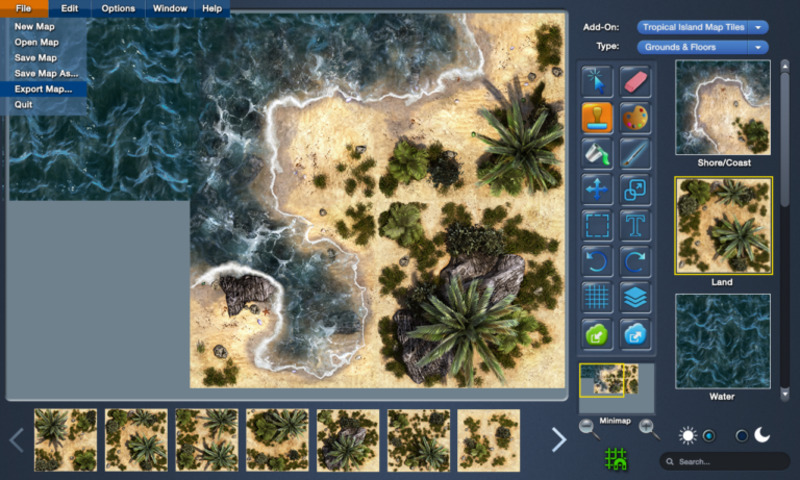 File Edit Options Window Help
New Map
Open Map
Save Map
Save Map As...
Export Map...
Quit
Add-On: Tropical Island Map Tiles
Type: Grounds & Floors
T
Shore/Coast
Land
Water
Minimap
Search...